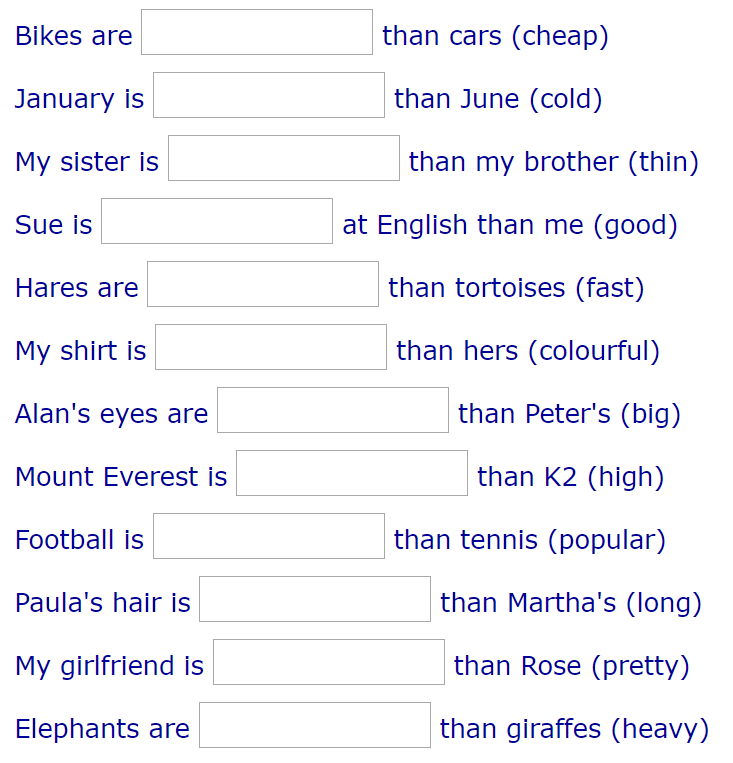 Bikes are than cars (cheap)
January is than June (cold)
My sister is than my brother (thin)
Sue is at English than me (good)
Hares are than tortoises (fast)
My shirt is than hers (colourful)
Alan's eyes are than Peter's (big)
Mount Everest is than K2 (high)
Football is than tennis (popular)
Paula's hair is than Martha's (long)
My girlfriend is than Rose (pretty)
Elephants are than giraffes (heavy)